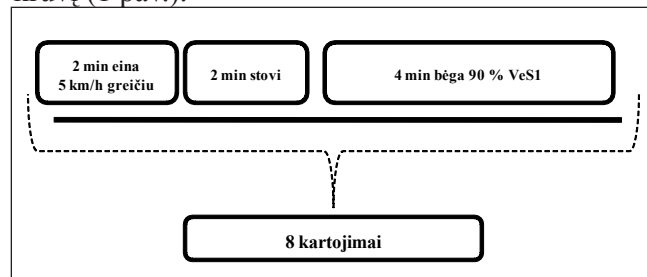 2 min eina
5 km/h greičiu
2 min stovi
4 min bėga 90 % VeS1
8 kartojimai